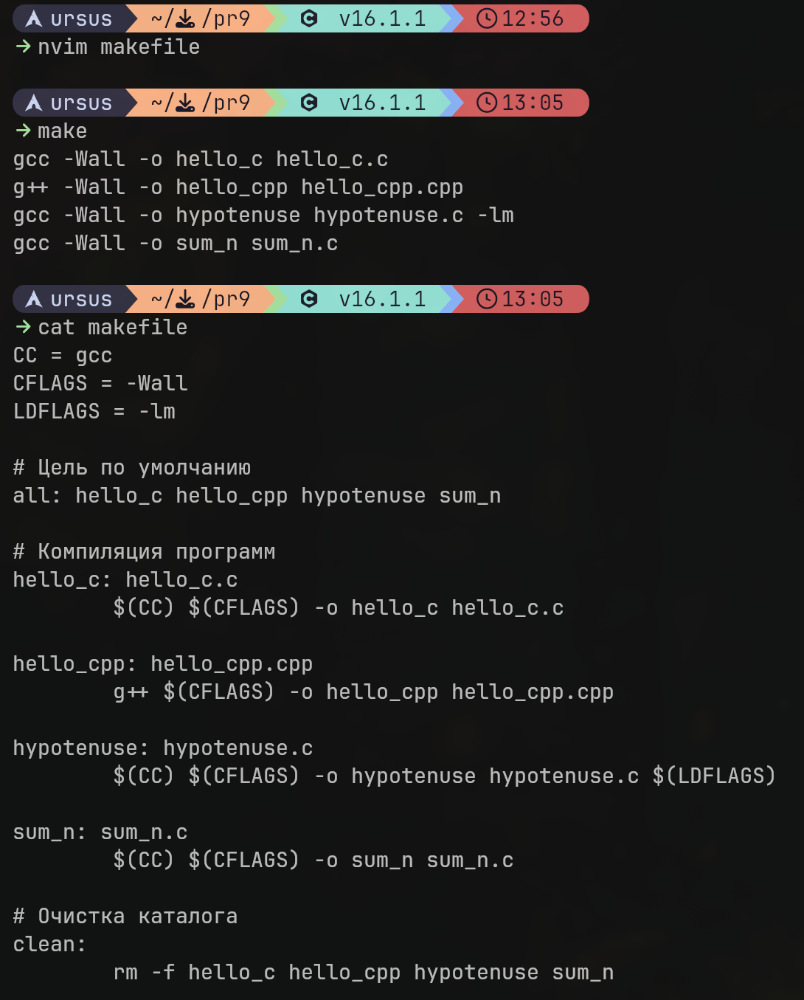 ursus ~/ /pr9 v16.1.1 12:56
→ nvim makefile
ursus ~/ /pr9 v16.1.1 13:05
→ make
gcc -Wall -o hello_c hello_c.c
g++ -Wall -o hello_cpp hello_cpp.cpp
gcc -Wall -o hypotenuse hypotenuse.c -lm
gcc -Wall -o sum_n sum_n.c
ursus ~/ /pr9 v16.1.1 13:05
→ cat makefile
CC = gcc
CFLAGS = -Wall
LDFLAGS = -lm
# Цель по умолчанию
all: hello_c hello_cpp hypotenuse sum_n
# Компиляция программ
hello_c: hello_c.c
$(CC) $(CFLAGS) -o hello_c hello_c.c
hello_cpp: hello_cpp.cpp
g++ $(CFLAGS) -o hello_cpp hello_cpp.cpp
hypotenuse: hypotenuse.c
$(CC) $(CFLAGS) -o hypotenuse hypotenuse.c $(LDFLAGS)
sum_n: sum_n.c
$(CC) $(CFLAGS) -o sum_n sum_n.c
# Очистка каталога
clean:
rm -f hello_c hello_cpp hypotenuse sum_n